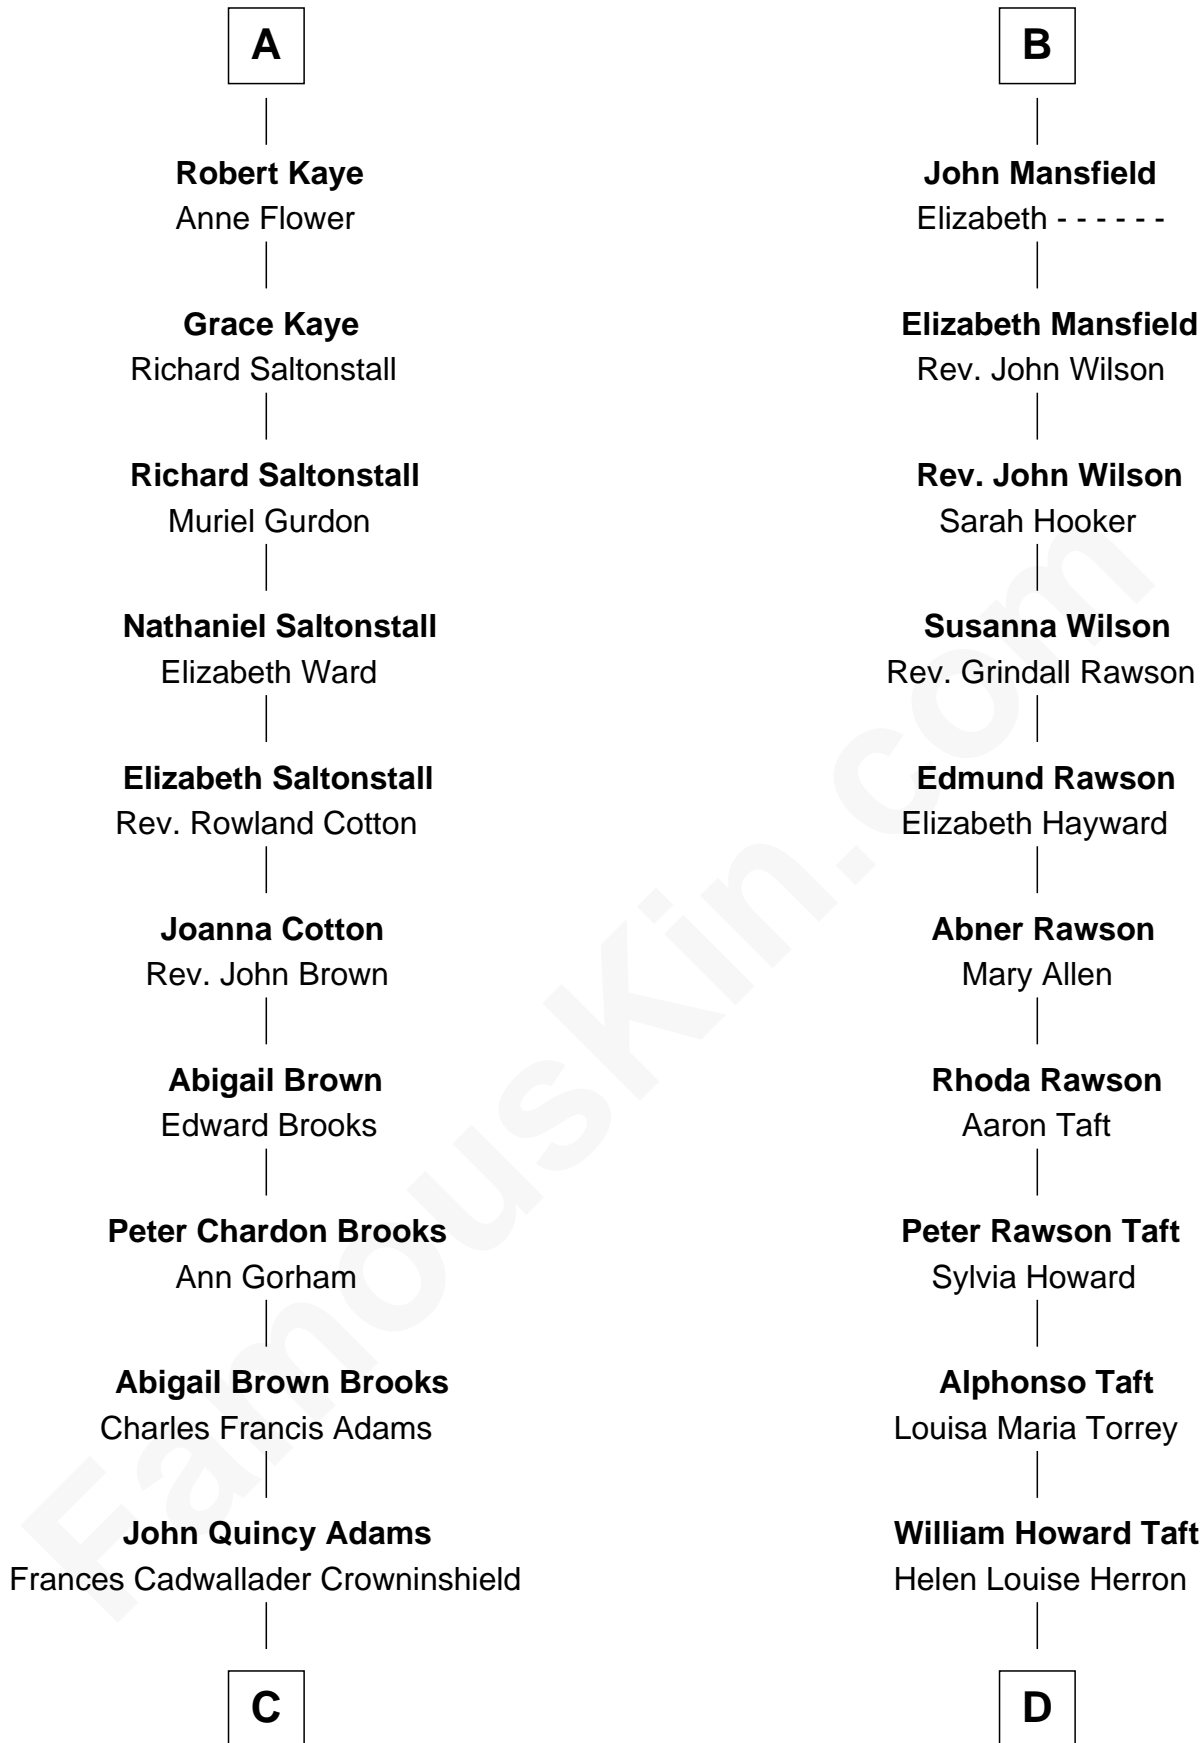 A
Robert Kaye
Anne Flower
Grace Kaye
Richard Saltonstall
Richard Saltonstall
Muriel Gurdon
Nathaniel Saltonstall
Elizabeth Ward
Elizabeth Saltonstall
Rev. Rowland Cotton
Joanna Cotton
Rev. John Brown
Abigail Brown
Edward Brooks
Peter Chardon Brooks
Ann Gorham
Abigail Brown Brooks
Charles Francis Adams
John Quincy Adams
Frances Cadwallader Crowninshield
C
B
John Mansfield
Elizabeth - - - - - -
Elizabeth Mansfield
Rev. John Wilson
Rev. John Wilson
Sarah Hooker
Susanna Wilson
Rev. Grindall Rawson
Edmund Rawson
Elizabeth Hayward
Abner Rawson
Mary Allen
Rhoda Rawson
Aaron Taft
Peter Rawson Taft
Sylvia Howard
Alphonso Taft
Louisa Maria Torrey
William Howard Taft
Helen Louise Herron
D
FamousKin.com